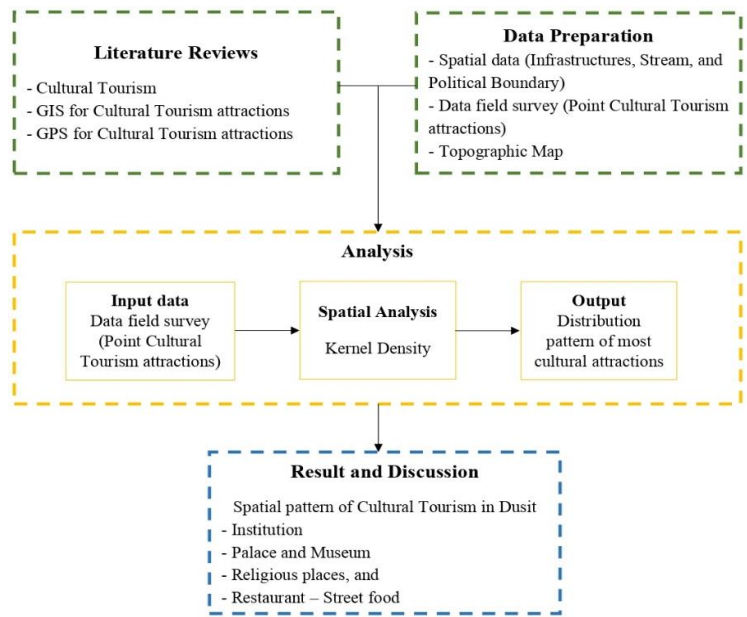 Literature Reviews
- Cultural Tourism
- GIS for Cultural Tourism attractions
- GPS for Cultural Tourism attractions
Data Preparation
- Spatial data (Infrastructures, Stream, and
Political Boundary)
- Data field survey (Point Cultural Tourism
attractions)
- Topographic Map
Analysis
Input data
Data field survey
(Point Cultural
Tourism attractions)
Spatial Analysis
Kernel Density
Output
Distribution
pattern of most
cultural attractions
Result and Discussion
Spatial pattern of Cultural Tourism in Dusit
- Institution
- Palace and Museum
- Religious places, and
- Restaurant – Street food